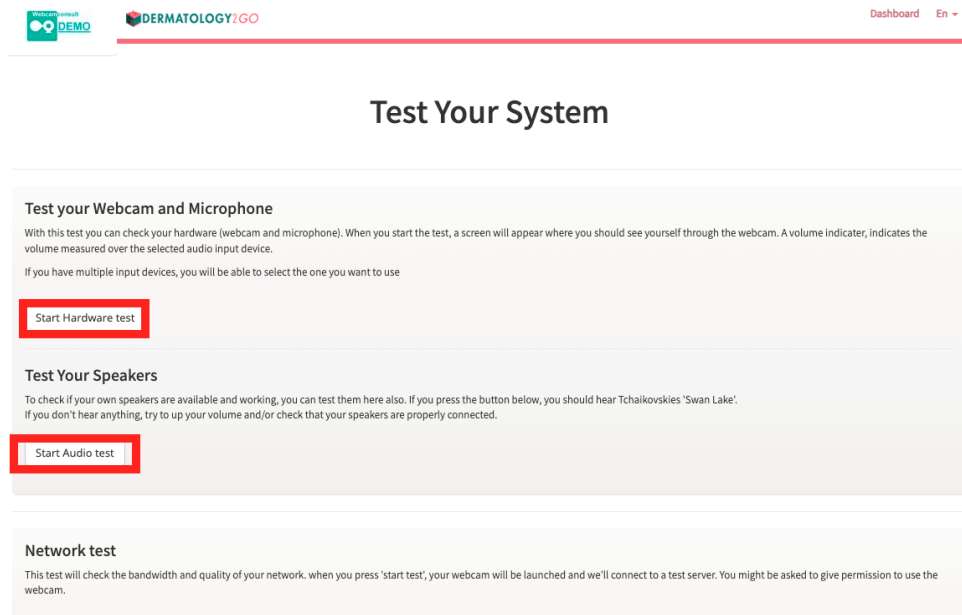 Webcamconsult
DEMO
DERMATOLOGY2GO
Dashboard En
Test Your System
Test your Webcam and Microphone
With this test you can check your hardware (webcam and microphone). When you start the test, a screen will appear where you should see yourself through the webcam. A volume indicater, indicates the
volume measured over the selected audio input device.
If you have multiple input devices, you will be able to select the one you want to use
Start Hardware test
Test Your Speakers
To check if your own speakers are available and working, you can test them here also. If you press the button below, you should hear Tchaikovskies 'Swan Lake'.
If you don't hear anything, try to up your volume and/or check that your speakers are properly connected.
Start Audio test
Network test
This test will check the bandwidth and quality of your network. when you press 'start test', your webcam will be launched and we'll connect to a test server. You might be asked to give permission to use the
webcam.